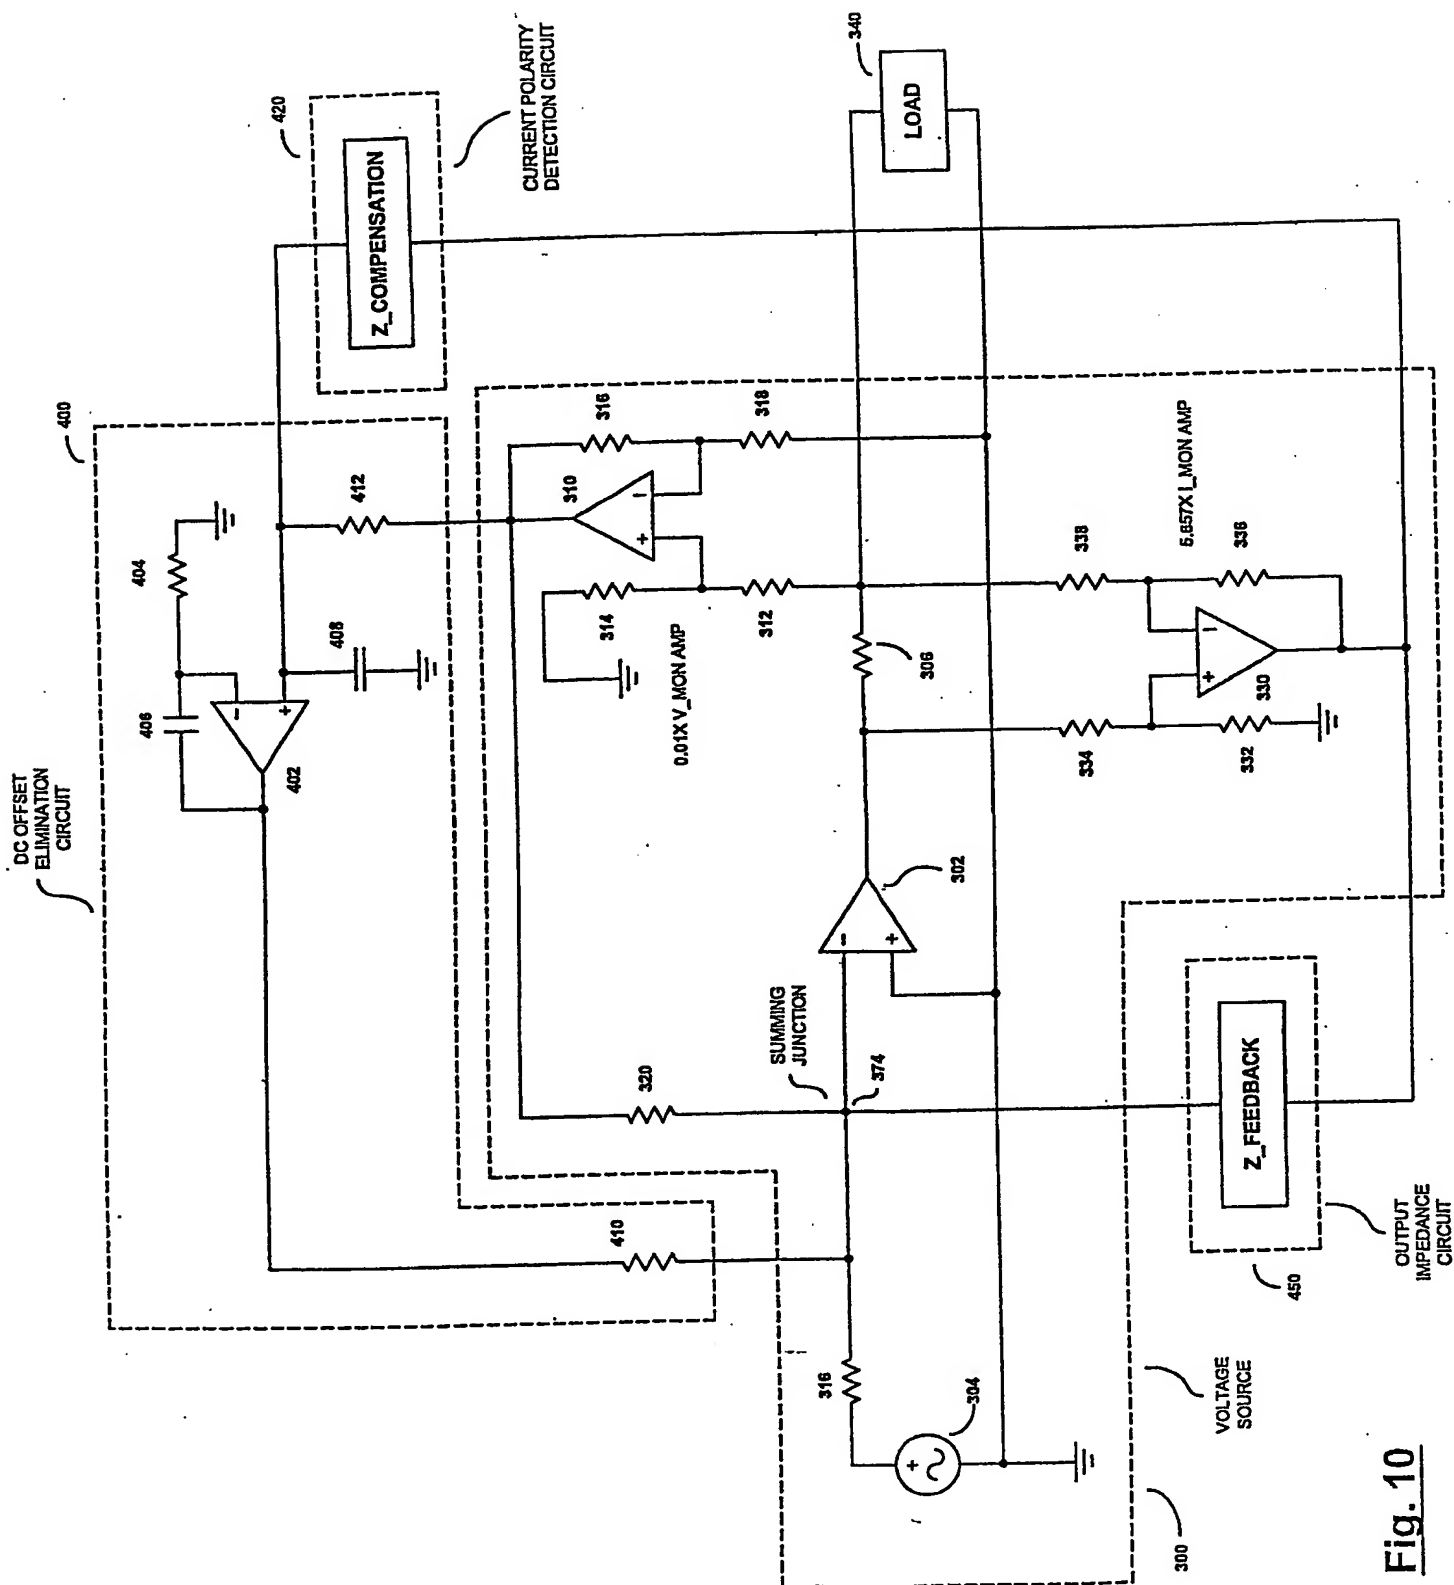 340
420
Z_COMPENSATION
CURRENT POLARITY
DETECTION CIRCUIT
LOAD
400
DC OFFSET
ELIMINATION
CIRCUIT
404
406
408
402
412
+
–
316
318
310
314
312
0.01X V_MON AMP
+
–
306
338
336
5.657X I_MON AMP
334
332
330
+
–
302
–
+
SUMMING
JUNCTION
374
320
410
316
304
+
Z_FEEDBACK
OUTPUT
IMPEDANCE
CIRCUIT
450
VOLTAGE
SOURCE
300
Fig. 10